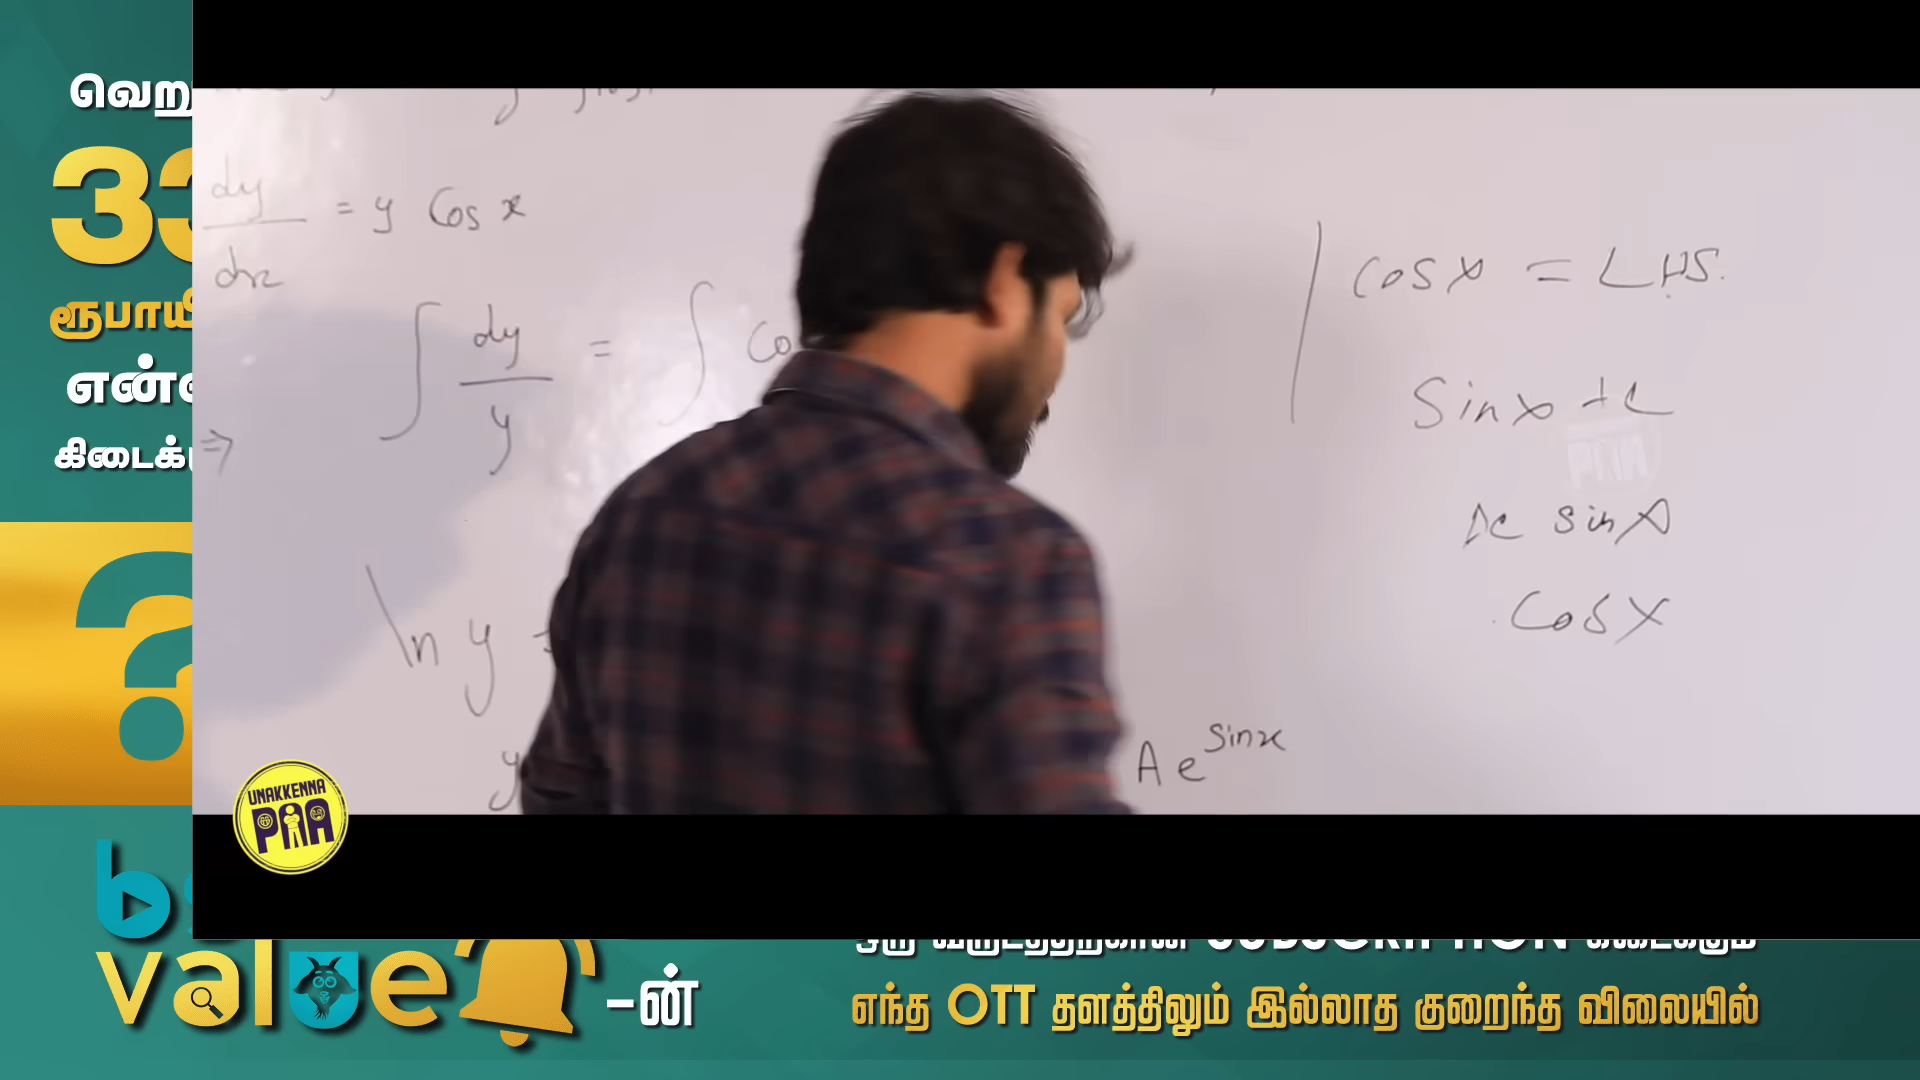 வெறு
33
ரூபாயி
கிடைக்
?
b
value
-ன்
எந்த OTT தளத்திலும் இல்லாத குறைந்த விலையில்
dy
= y Cos x
dx
⇒ ∫ dy = ∫ Co
y
ln y
y
A e sinx
Cos x = LHS.
Sin x + c
Ae sin x
Cos x
UNAKKENNA
PAA